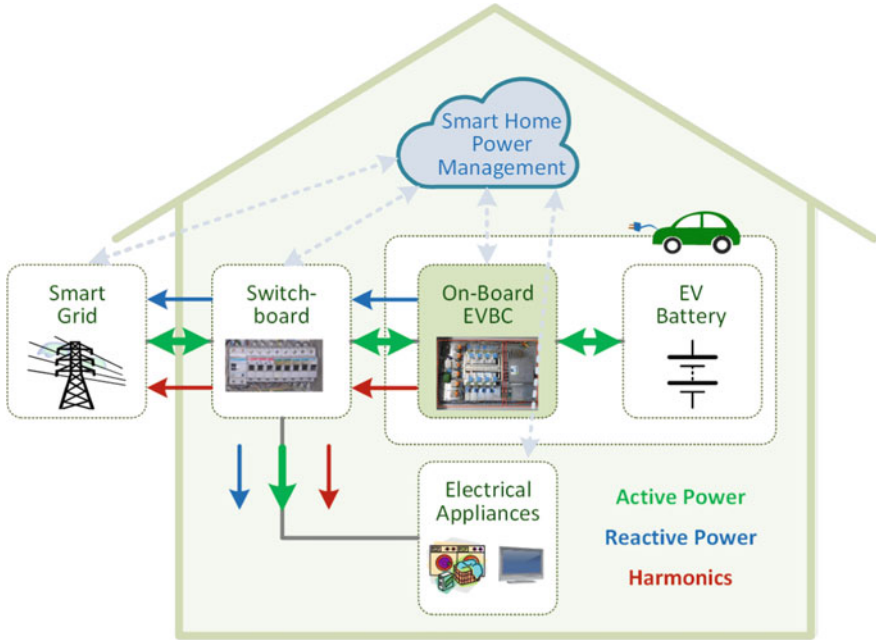 Smart Home
Power
Management
Smart
Grid
Switch-
board
On-Board
EVBC
EV
Battery
Electrical
Appliances
Active Power
Reactive Power
Harmonics